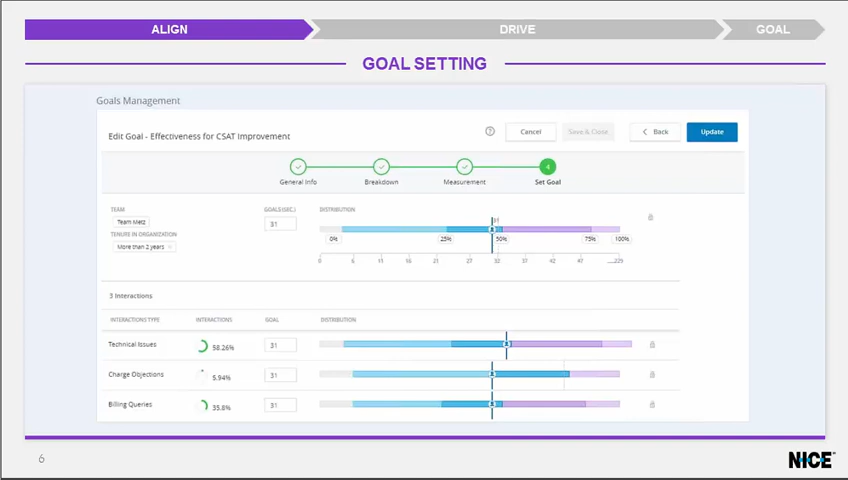 ALIGN DRIVE GOAL
GOAL SETTING
Goals Management
Edit Goal - Effectiveness for CSAT Improvement
? Cancel Save & Close < Back Update
4
General Info Breakdown Measurement Set Goal
TEAM GOALS(SEC.) DISTRIBUTION
Team Metz 31 31
TENURE IN ORGANIZATION
0% 25% 50% 75% 100%
More than 2 years ×
0 6 11 16 21 27 32 37 42 47 ...225
3 Interactions
INTERACTIONS TYPE INTERACTIONS GOAL DISTRIBUTION
Technical Issues 58.26% 31
Charge Objections 5.94% 31
Billing Queries 35.8% 31
6 NICE